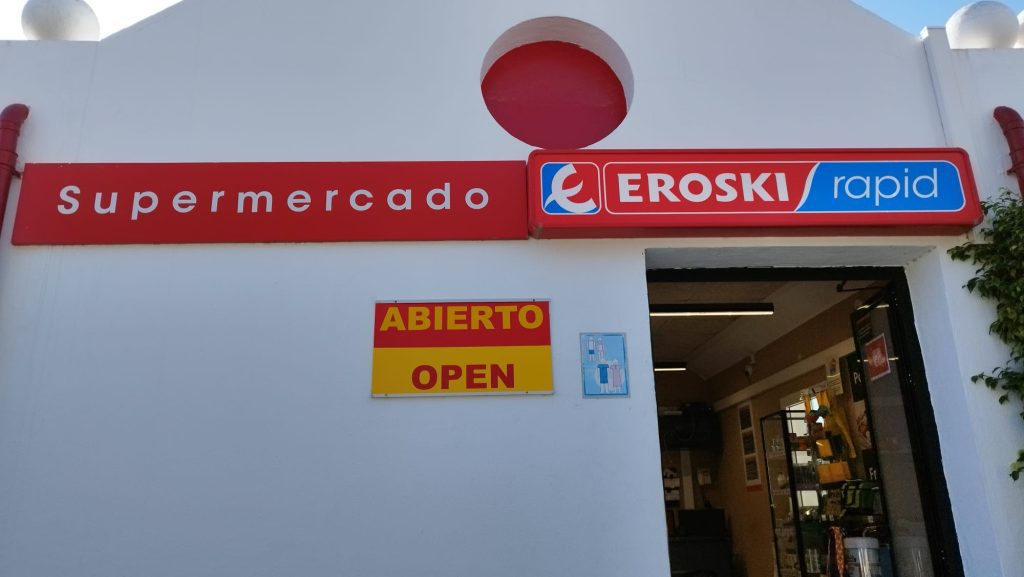 Supermercado
EROSKI rapid
ABIERTO
OPEN